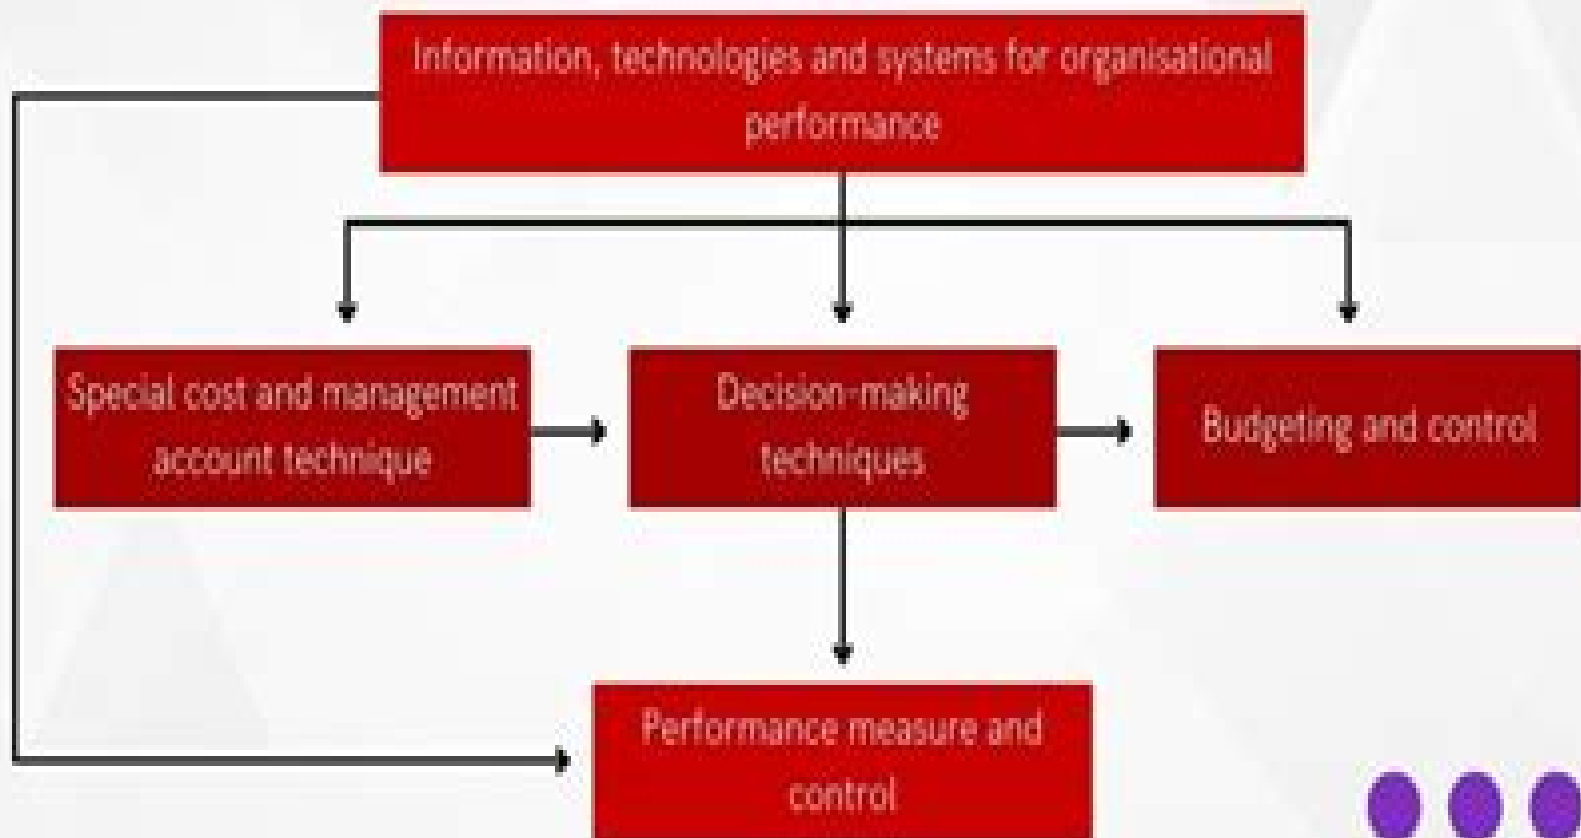 Information, technologies and systems for organisational
performance
Special cost and management
account technique
Decision-making
techniques
Budgeting and control
Performance measure and
control